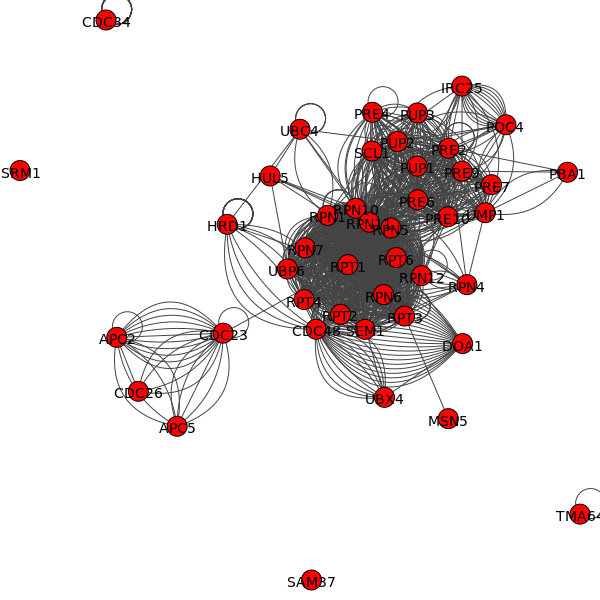 CDC34
IRC25
PRE4
PUP3
POC4
UBC4
PUP2
SCL1
PRE2
PUP1
SRM1
PRE9
PBA1
HUL5
PRE7
PRE6
RPN10
RPN1
UMP1
PRE10
HRD1
RPN11
RPN5
RPN7
RPT6
RPT1
UBP6
RPN12
RPN4
RPN6
RPT4
RPT2
RPT3
CDC48
SEM1
CDC23
APC2
DOA1
CDC26
UBX4
MSN5
APC5
TMA64
SAM37